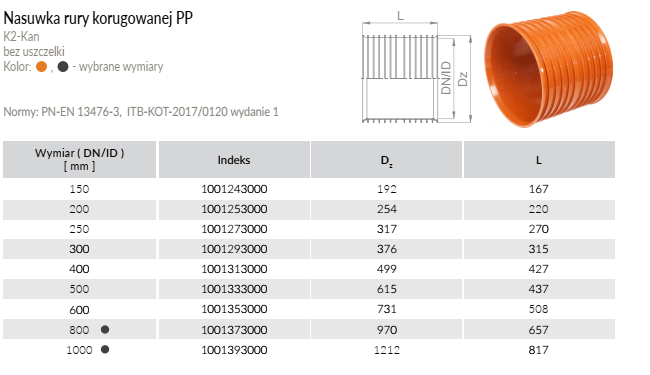 Nasuwka rury korugowanej PP
K2-Kan
bez uszczelki
Kolor: , - wybrane wymiary
Normy: PN-EN 13476-3, ITB-KOT-2017/0120 wydanie 1
L
DN/ID
Dz
Wymiar ( DN/ID ) [ mm ] Indeks Dz L
150 1001243000 192 167
200 1001253000 254 220
250 1001273000 317 270
300 1001293000 376 315
400 1001313000 499 427
500 1001333000 615 437
600 1001353000 731 508
800 ● 1001373000 970 657
1000 ● 1001393000 1212 817